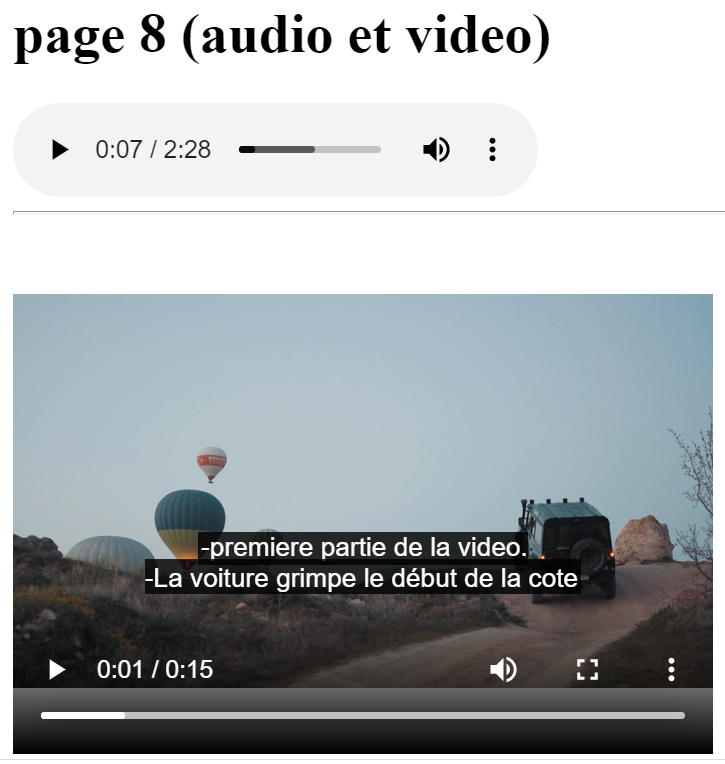 page 8 (audio et video)
0:07 / 2:28
-premiere partie de la video.
-La voiture grimpe le début de la cote
0:01 / 0:15